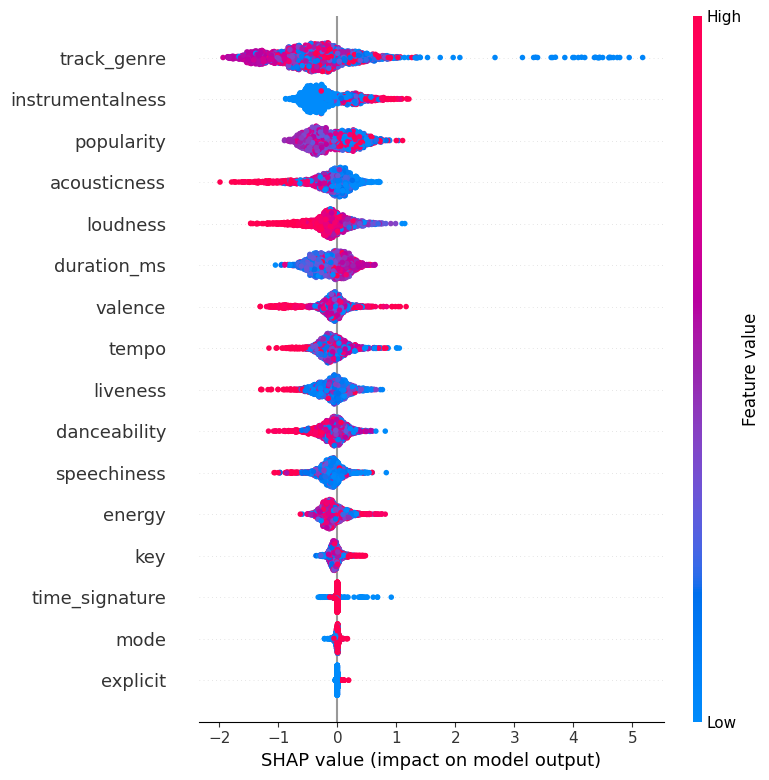 High
track_genre
instrumentalness
popularity
acousticness
loudness
duration_ms
valence
tempo
liveness
danceability
speechiness
energy
key
time_signature
mode
explicit
Feature value
Low
−2 −1 0 1 2 3 4 5
SHAP value (impact on model output)